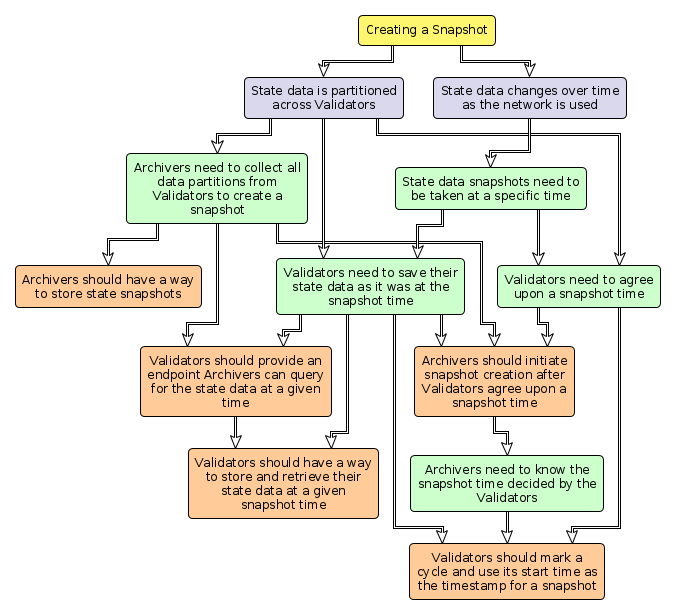 Creating a Snapshot
State data is partitioned
across Validators
State data changes over time
as the network is used
Archivers need to collect all
data partitions from
Validators to create a
snapshot
State data snapshots need to
be taken at a specific time
Archivers should have a way
to store state snapshots
Validators need to save their
state data as it was at the
snapshot time
Validators need to agree
upon a snapshot time
Validators should provide an
endpoint Archivers can query
for the state data at a given
time
Archivers should initiate
snapshot creation after
Validators agree upon a
snapshot time
Validators should have a way
to store and retrieve their
state data at a given
snapshot time
Archivers need to know the
snapshot time decided by the
Validators
Validators should mark a
cycle and use its start time as
the timestamp for a snapshot